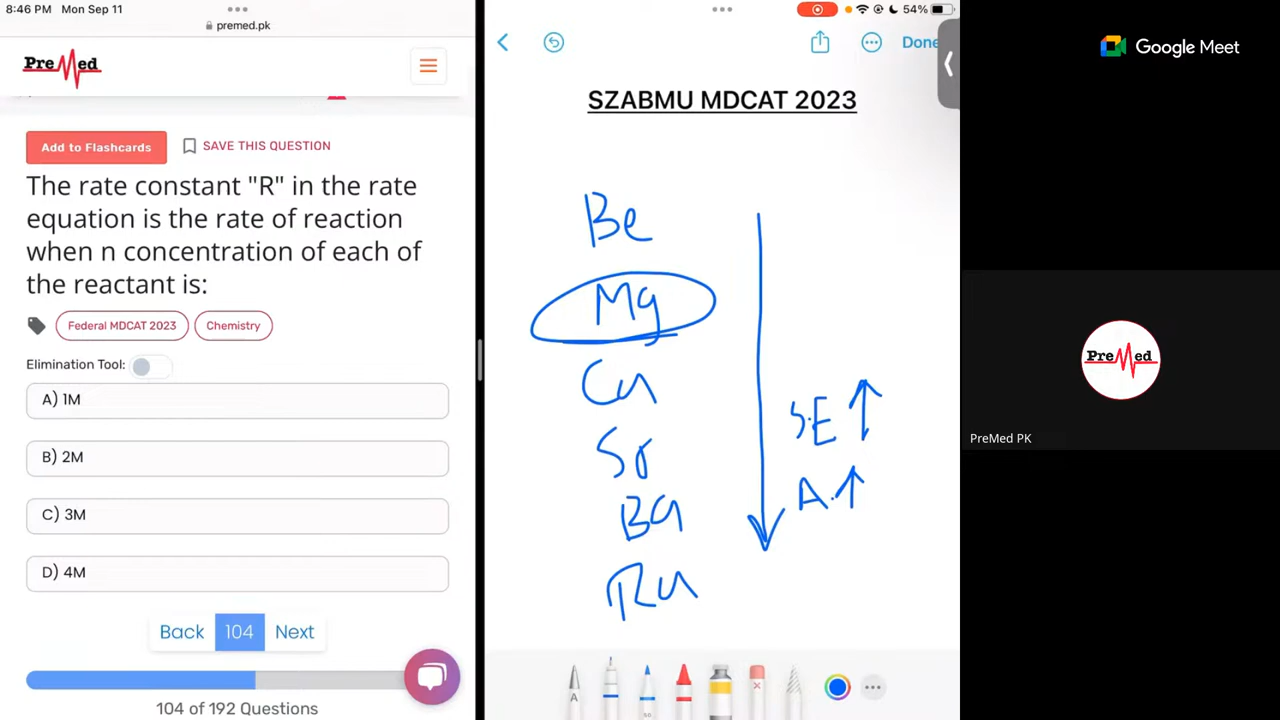 8:46 PM Mon Sep 11
premed.pk
PreMed
Add to Flashcards
SAVE THIS QUESTION
The rate constant "R" in the rate
equation is the rate of reaction
when n concentration of each of
the reactant is:
Federal MDCAT 2023
Chemistry
Elimination Tool:
A) 1M
B) 2M
C) 3M
D) 4M
Back 104 Next
104 of 192 Questions
54%
Done
SZABMU MDCAT 2023
Be
Mg
Ca
Sr
Ba
Ra
S.E ↑
A. ↑
A
Google Meet
PreMed
PreMed PK